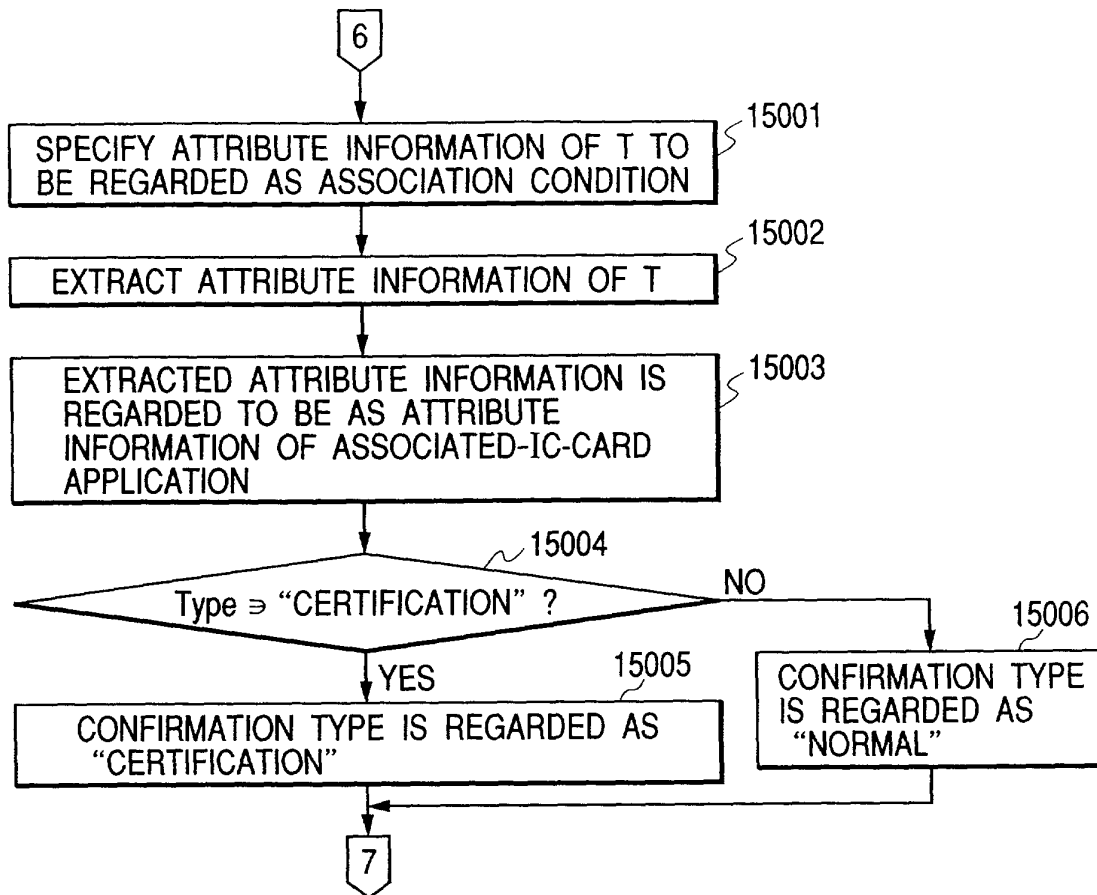 6
15001
SPECIFY ATTRIBUTE INFORMATION OF T TO
BE REGARDED AS ASSOCIATION CONDITION
15002
EXTRACT ATTRIBUTE INFORMATION OF T
15003
EXTRACTED ATTRIBUTE INFORMATION IS
REGARDED TO BE AS ATTRIBUTE
INFORMATION OF ASSOCIATED-IC-CARD
APPLICATION
15004
Type ∍ “CERTIFICATION” ?
NO
YES
15005
CONFIRMATION TYPE IS REGARDED AS
“CERTIFICATION”
15006
CONFIRMATION TYPE
IS REGARDED AS
“NORMAL”
7